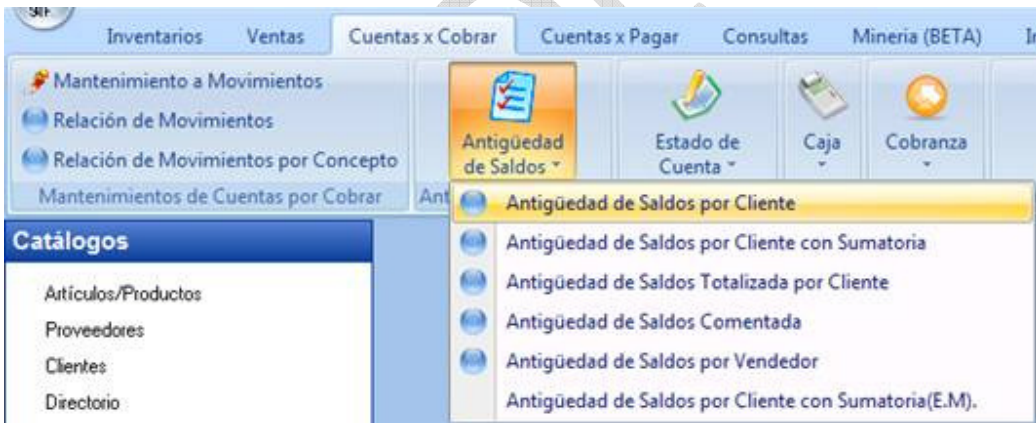 Inventarios Ventas Cuentas x Cobrar Cuentas x Pagar Consultas Mineria (BETA)
Mantenimiento a Movimientos
Relación de Movimientos
Relación de Movimientos por Concepto
Mantenimientos de Cuentas por Cobrar
Antigüedad
de Saldos
Estado de
Cuenta
Caja
Cobranza
Ant
Antigüedad de Saldos por Cliente
Antigüedad de Saldos por Cliente con Sumatoria
Antigüedad de Saldos Totalizada por Cliente
Antigüedad de Saldos Comentada
Antigüedad de Saldos por Vendedor
Antigüedad de Saldos por Cliente con Sumatoria(E.M).
Catálogos
Artículos/Productos
Proveedores
Clientes
Directorio